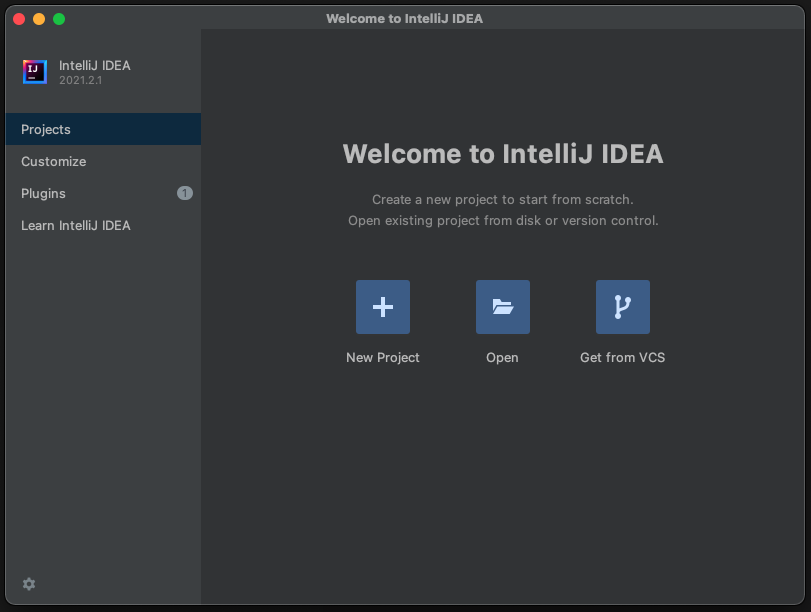 Welcome to IntelliJ IDEA
IJ
IntelliJ IDEA
2021.2.1
Projects
Customize
Plugins
1
Learn IntelliJ IDEA
Welcome to IntelliJ IDEA
Create a new project to start from scratch.
Open existing project from disk or version control.
New Project
Open
Get from VCS